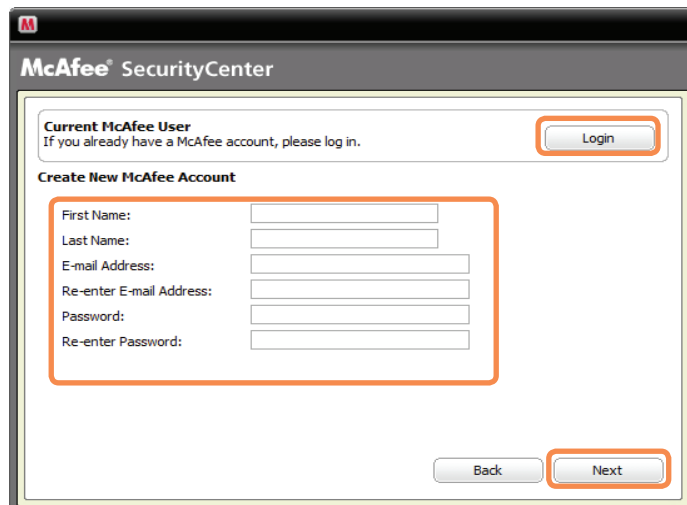 M
McAfee® SecurityCenter
Current McAfee User
If you already have a McAfee account, please log in.
Login
Create New McAfee Account
First Name:
Last Name:
E-mail Address:
Re-enter E-mail Address:
Password:
Re-enter Password:
Back
Next